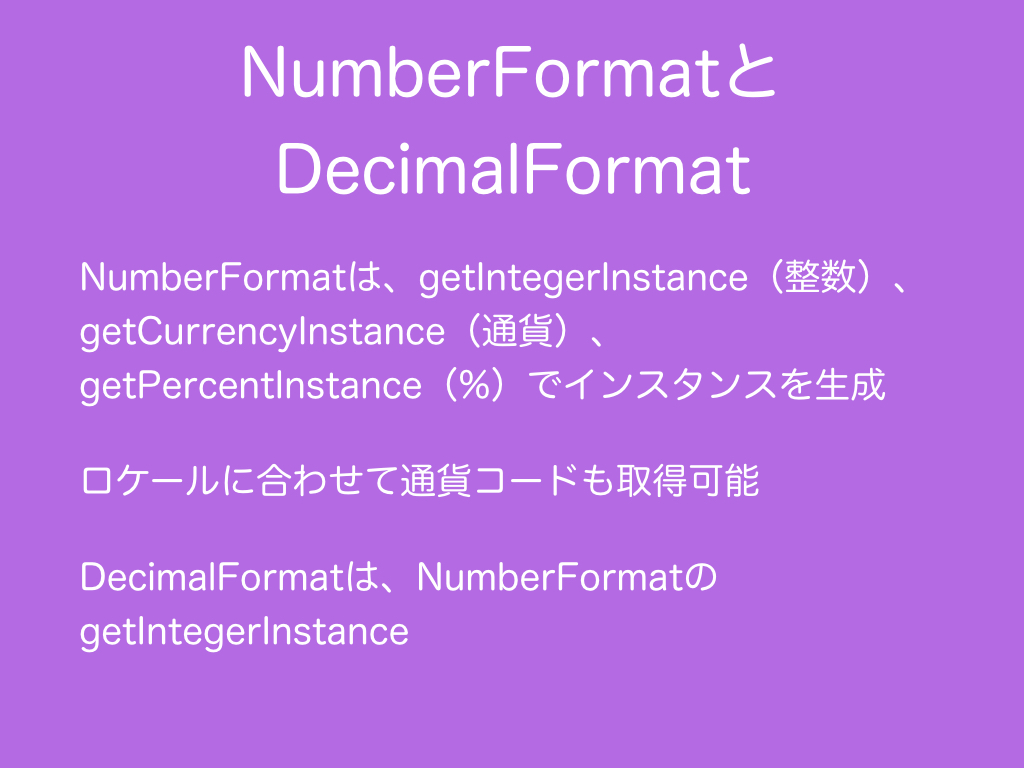 NumberFormatと
DecimalFormat
NumberFormatは、getIntegerInstance（整数）、
getCurrencyInstance（通貨）、
getPercentInstance（%）でインスタンスを生成
ロケールに合わせて通貨コードも取得可能
DecimalFormatは、NumberFormatの
getIntegerInstance